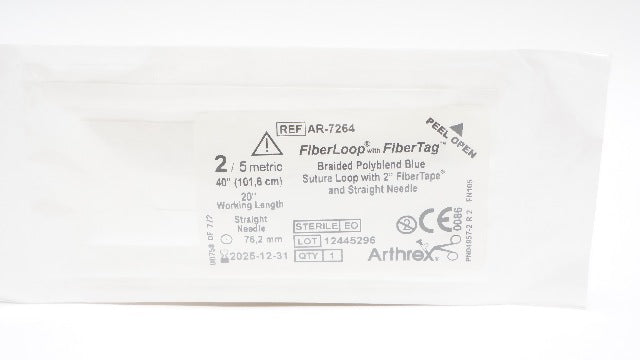 REF AR-7264
PEEL OPEN
FiberLoop® with FiberTag™
2 / 5 metric
40" (101,6 cm)
20"
Working Length
Braided Polyblend Blue
Suture Loop with 2" FiberTape®
and Straight Needle
Straight
Needle
76,2 mm
2025-12-31
STERILE EO
LOT 12445296
QTY 1
2
CE
0086
Arthrex